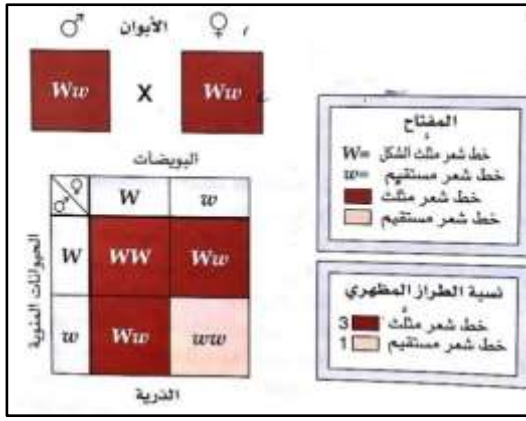 ♂ الأبوان ♀
Ww X Ww
البويضات
♂ ♀ W w
الحيوانات المنوية
W WW Ww
w Ww ww
الذرية
المفتاح
W= خط شعر مثلث الشكل
w= خط شعر مستقيم
خط شعر مثلث
خط شعر مستقيم
نسبة الطراز المظهري
خط شعر مثلث 3
خط شعر مستقيم 1